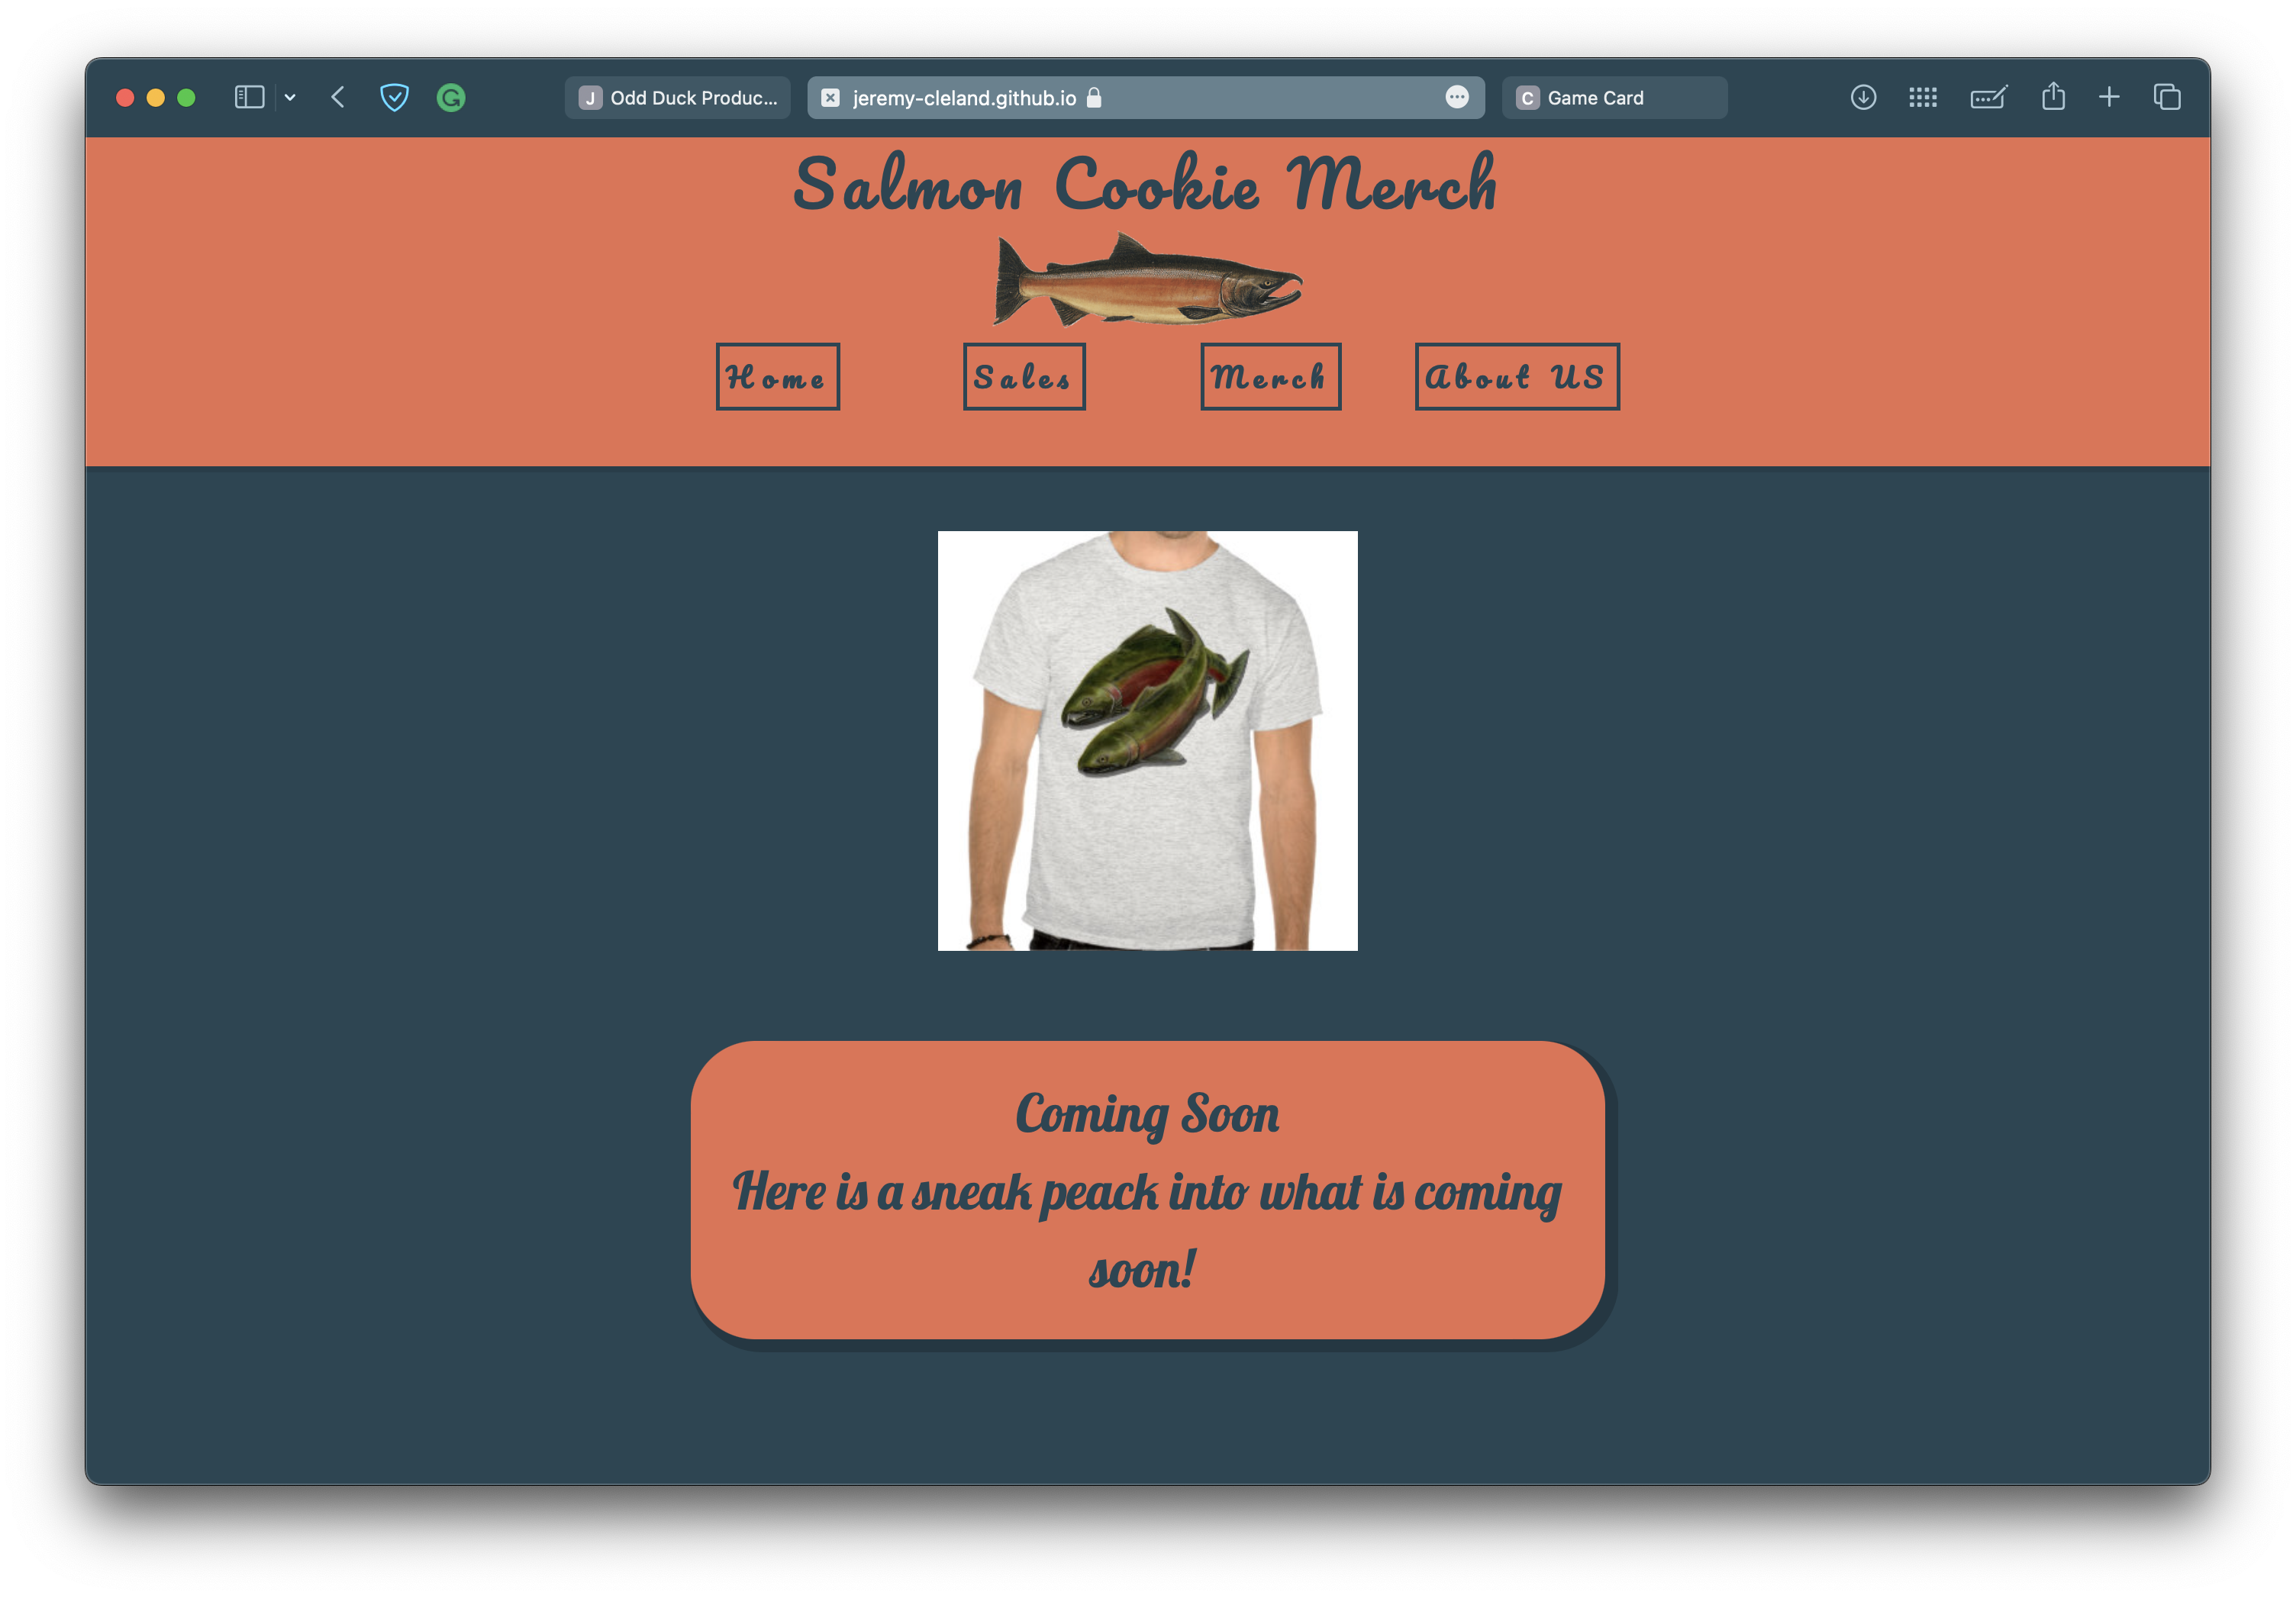 J Odd Duck Produc... jeremy-cleland.github.io C Game Card
Salmon Cookie Merch
Home Sales Merch About US
Coming Soon
Here is a sneak peack into what is coming
soon!